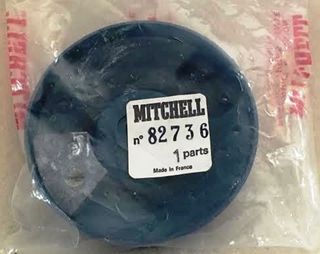 MITCHELL
n° 82736
1 parts
Made in France